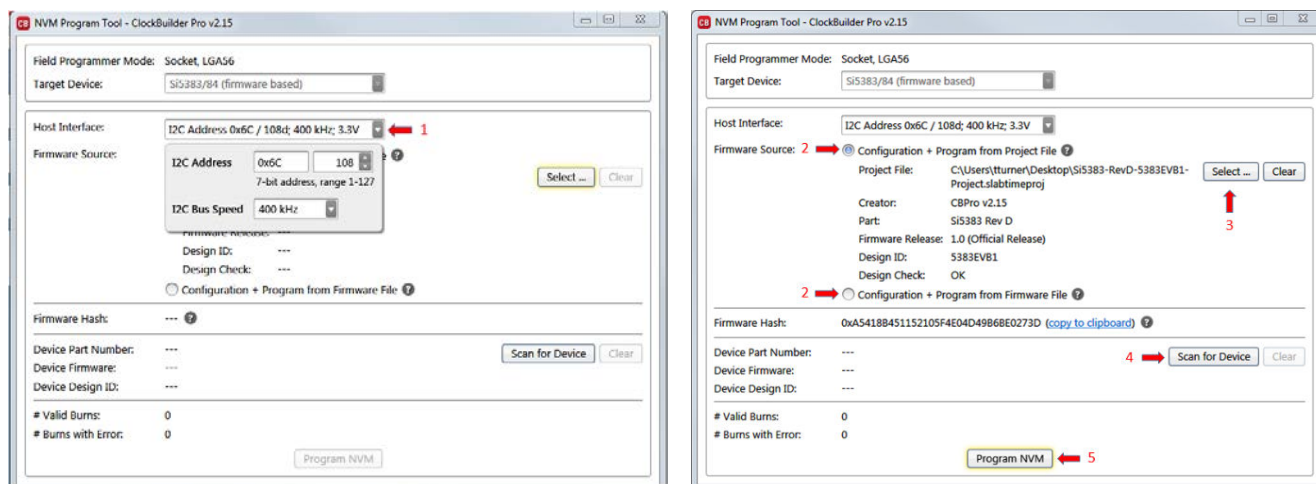 CB NVM Program Tool - ClockBuilder Pro v2.15
Field Programmer Mode: Socket, LGA56
Target Device: Si5383/84 (firmware based)
Host Interface: I2C Address 0x6C / 108d; 400 kHz; 3.3V 1
Firmware Source:
I2C Address 0x6C 108
7-bit address, range 1-127
I2C Bus Speed 400 kHz
Select ... Clear
Firmware Release: ---
Design ID: ---
Design Check: ---
Configuration + Program from Firmware File ?
Firmware Hash: --- ?
Device Part Number: --- Scan for Device Clear
Device Firmware: ---
Device Design ID: ---
# Valid Burns: 0
# Burns with Error: 0
Program NVM
CB NVM Program Tool - ClockBuilder Pro v2.15
Field Programmer Mode: Socket, LGA56
Target Device: Si5383/84 (firmware based)
Host Interface: I2C Address 0x6C / 108d; 400 kHz; 3.3V
Firmware Source: 2 Configuration + Program from Project File ?
Project File: C:\Users\tturner\Desktop\Si5383-RevD-5383EVB1- Select ... Clear
Project.slabtimeproj
3
Creator: CBPro v2.15
Part: Si5383 Rev D
Firmware Release: 1.0 (Official Release)
Design ID: 5383EVB1
Design Check: OK
2 Configuration + Program from Firmware File ?
Firmware Hash: 0xA5418B451152105F4E04D49B6BE0273D (copy to clipboard) ?
Device Part Number: --- 4 Scan for Device Clear
Device Firmware: ---
Device Design ID: ---
# Valid Burns: 0
# Burns with Error: 0
Program NVM 5